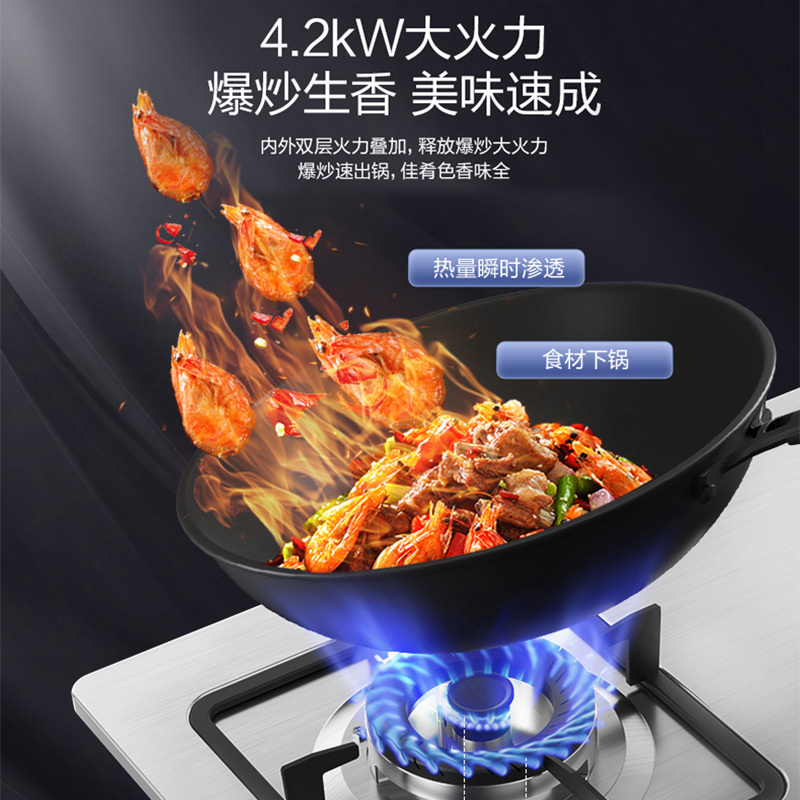 4.2kW大火力
爆炒生香 美味速成
内外双层火力叠加，释放爆炒大火力
爆炒速出锅，佳肴色香味全
热量瞬时渗透
食材下锅